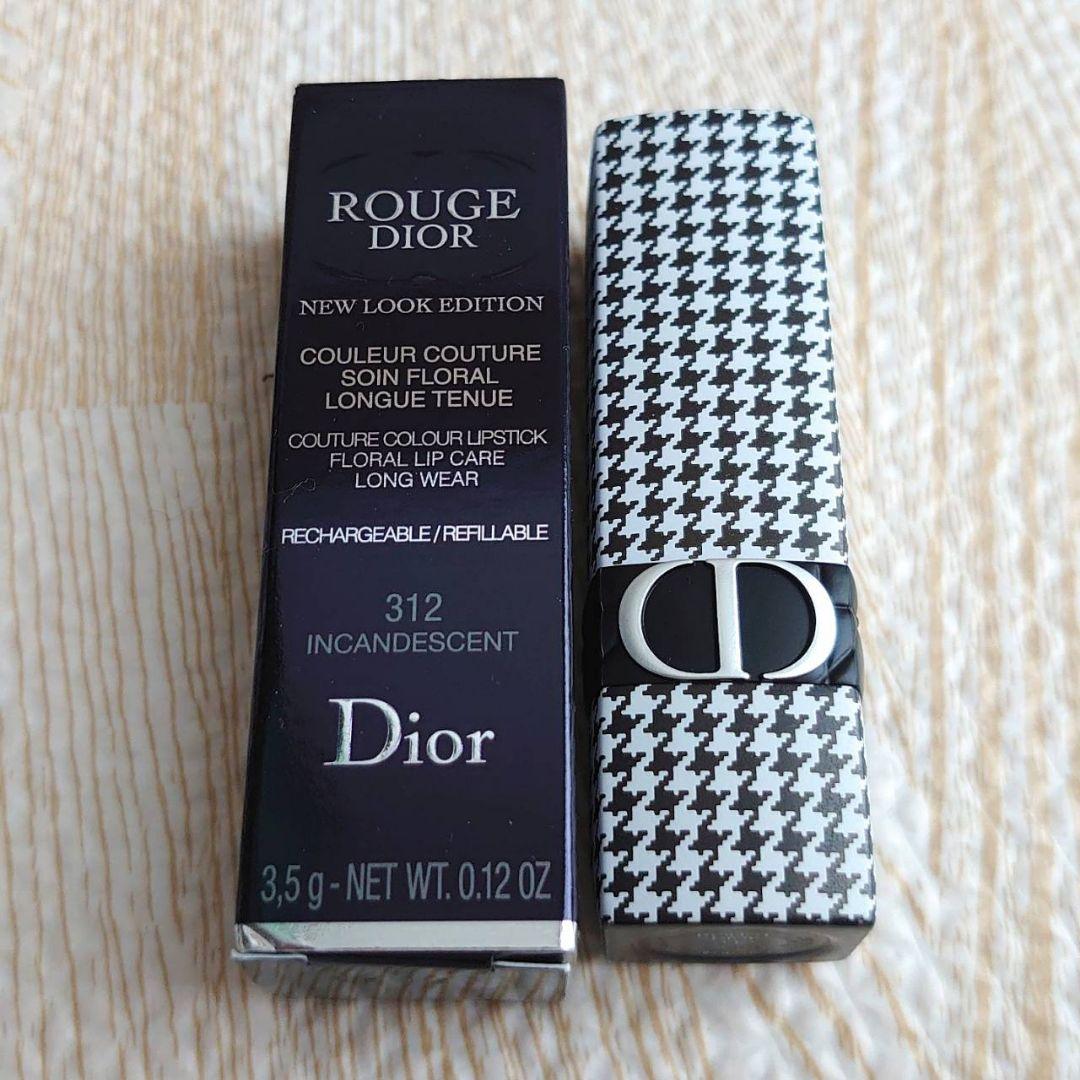 ROUGE
DIOR
NEW LOOK EDITION
COULEUR COUTURE
SOIN FLORAL
LONGUE TENUE
COUTURE COLOUR LIPSTICK
FLORAL LIP CARE
LONG WEAR
RECHARGEABLE/REFILLABLE
312
INCANDESCENT
Dior
3,5 g - NET WT. 0.12 OZ
CD